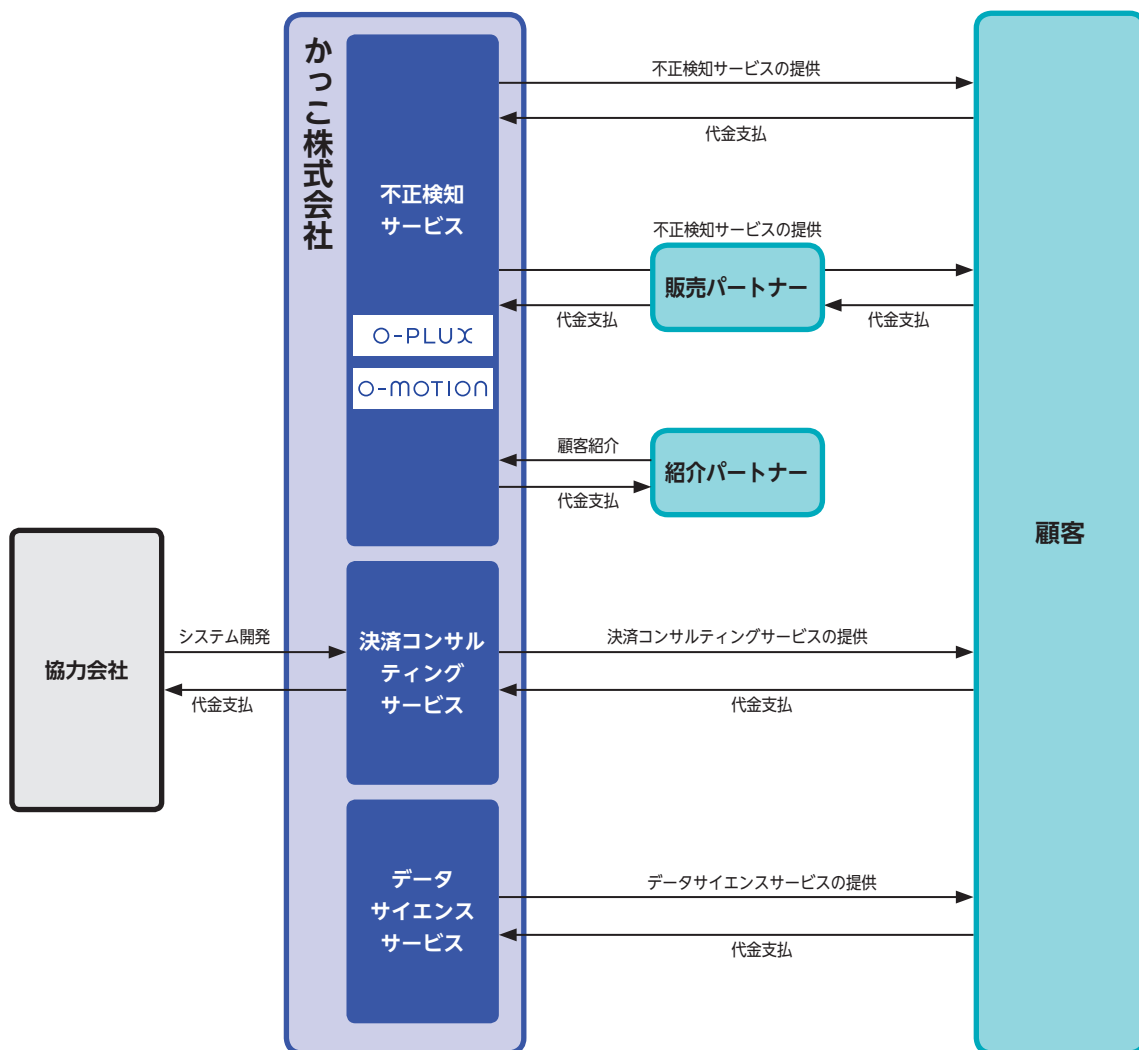 かっこ株式会社
不正検知
サービス
O-PLUX
O-MOTION
不正検知サービスの提供
代金支払
不正検知サービスの提供
販売パートナー
代金支払
代金支払
顧客紹介
紹介パートナー
代金支払
顧客
協力会社
システム開発
代金支払
決済コンサル
ティング
サービス
決済コンサルティングサービスの提供
代金支払
データ
サイエンス
サービス
データサイエンスサービスの提供
代金支払